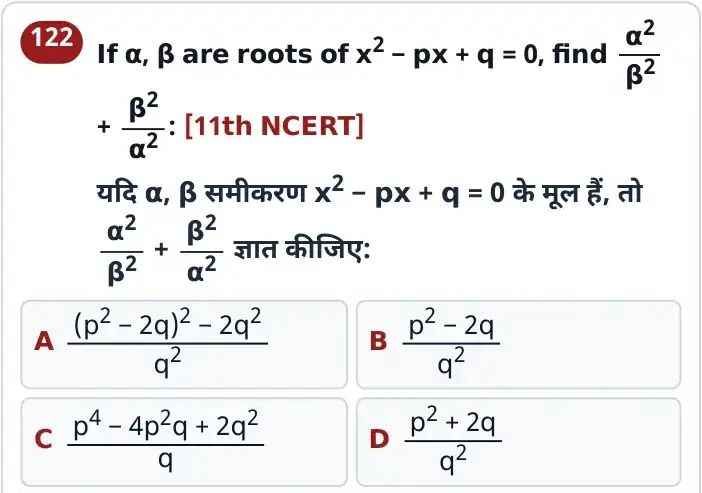 122
If α, β are roots of x² – px + q = 0, find α²/β²
+ β²/α² : [11th NCERT]
यदि α, β समीकरण x² – px + q = 0 के मूल हैं, तो
α²/β² + β²/α² ज्ञात कीजिए:
A (p² – 2q)² – 2q² / q²
B p² – 2q / q²
C p⁴ – 4p²q + 2q² / q
D p² + 2q / q²